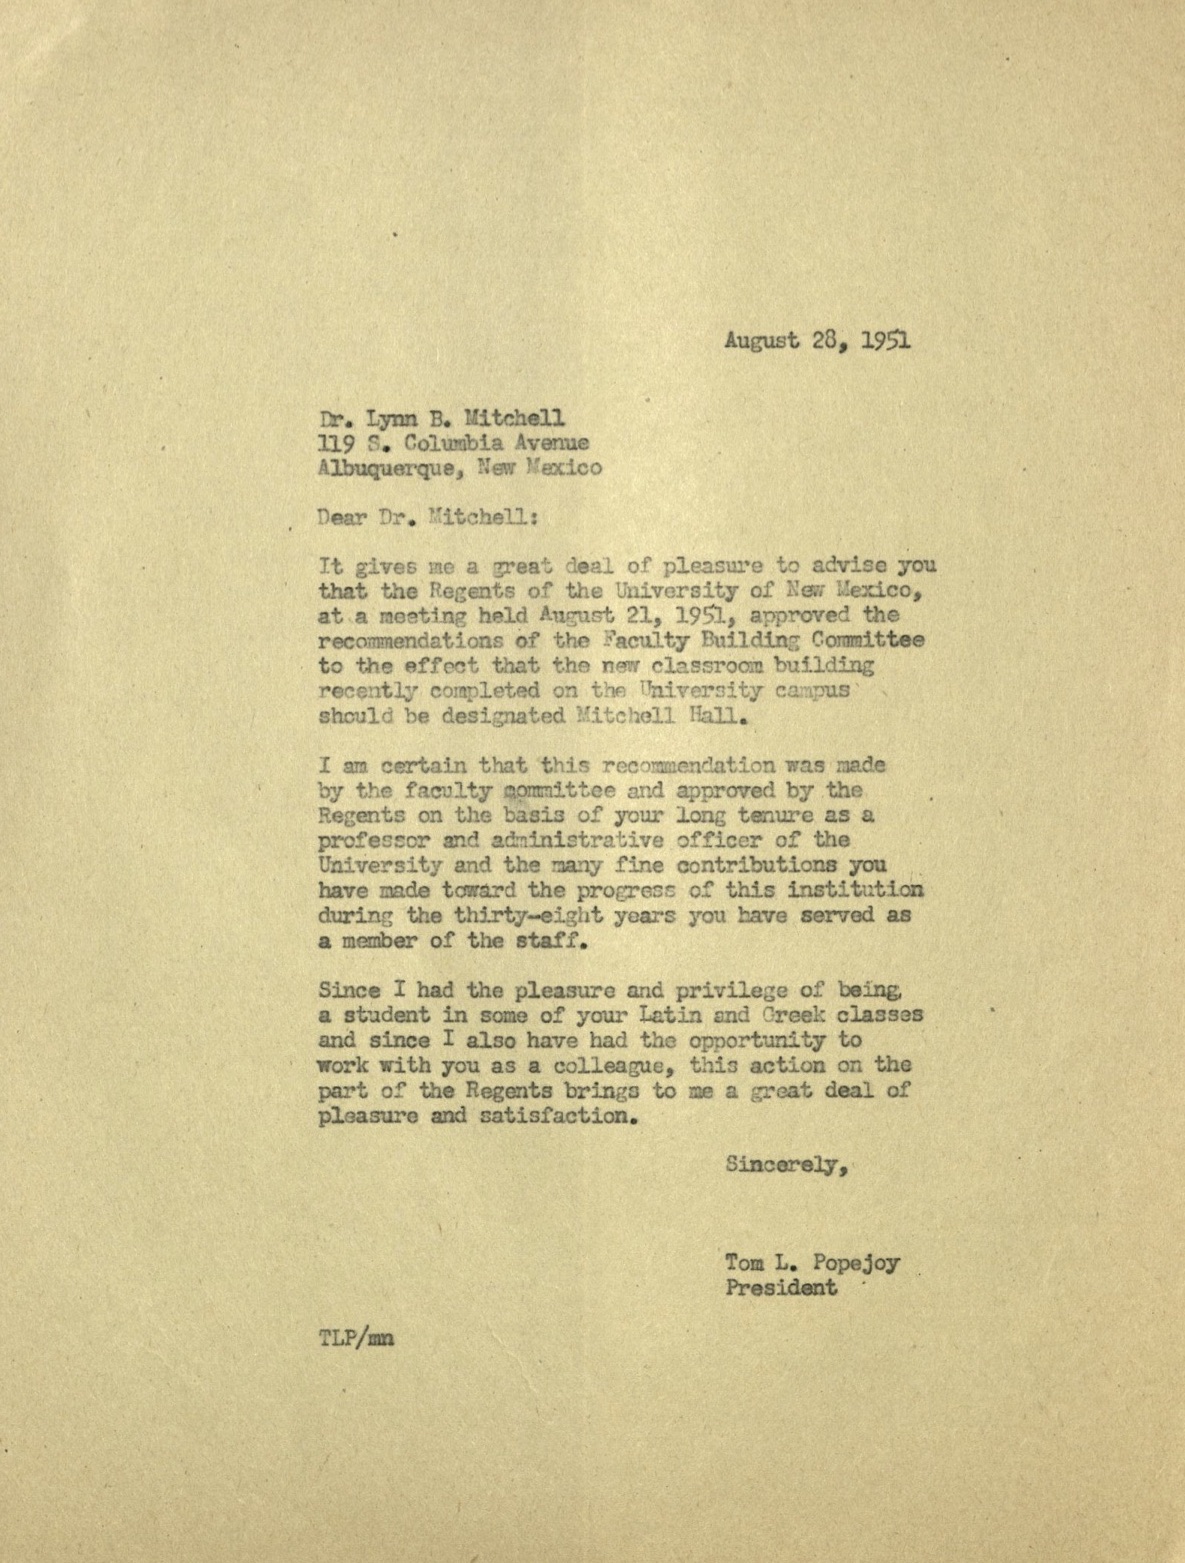 August 28, 1951
Dr. Lynn B. Mitchell
119 S. Columbia Avenue
Albuquerque, New Mexico
Dear Dr. Mitchell:
It gives me a great deal of pleasure to advise you
that the Regents of the University of New Mexico,
at a meeting held August 21, 1951, approved the
recommendations of the Faculty Building Committee
to the effect that the new classroom building
recently completed on the University campus
should be designated Mitchell Hall.
I am certain that this recommendation was made
by the faculty committee and approved by the
Regents on the basis of your long tenure as a
professor and administrative officer of the
University and the many fine contributions you
have made toward the progress of this institution
during the thirty-eight years you have served as
a member of the staff.
Since I had the pleasure and privilege of being
a student in some of your Latin and Greek classes
and since I also have had the opportunity to
work with you as a colleague, this action on the
part of the Regents brings to me a great deal of
pleasure and satisfaction.
Sincerely,
Tom L. Popejoy
President
TLP/mn